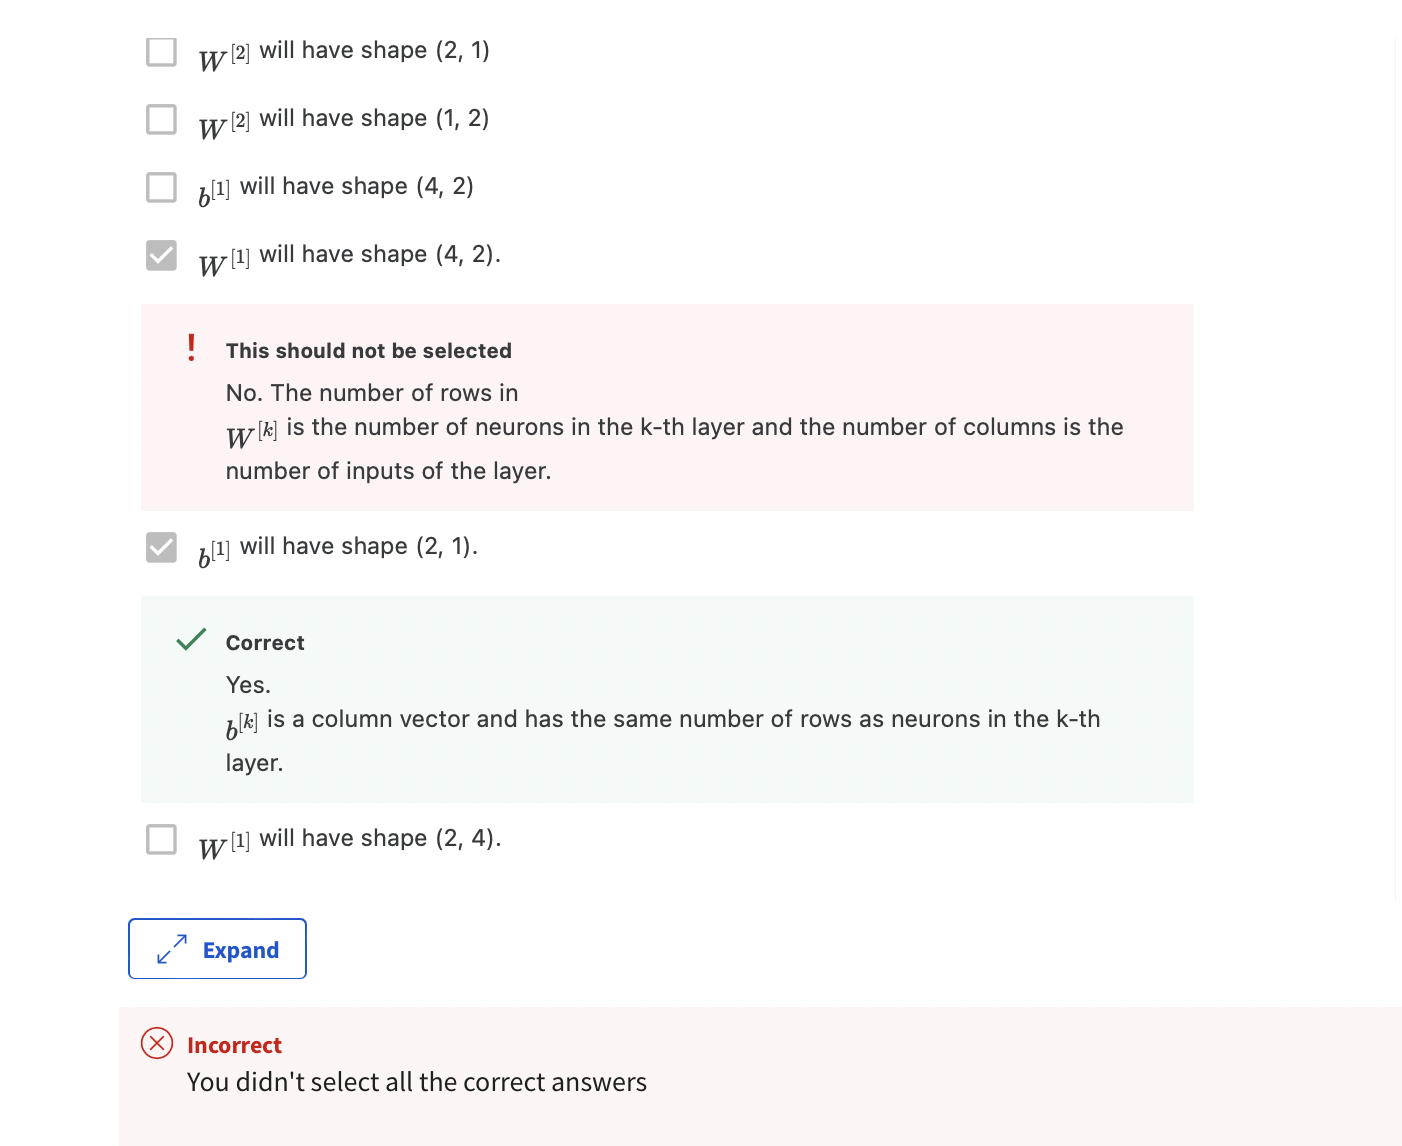 W[2] will have shape (2, 1)
W[2] will have shape (1, 2)
b[1] will have shape (4, 2)
W[1] will have shape (4, 2).
! This should not be selected
No. The number of rows in
W[k] is the number of neurons in the k-th layer and the number of columns is the
number of inputs of the layer.
b[1] will have shape (2, 1).
Correct
Yes.
b[k] is a column vector and has the same number of rows as neurons in the k-th
layer.
W[1] will have shape (2, 4).
Expand
Incorrect
You didn't select all the correct answers